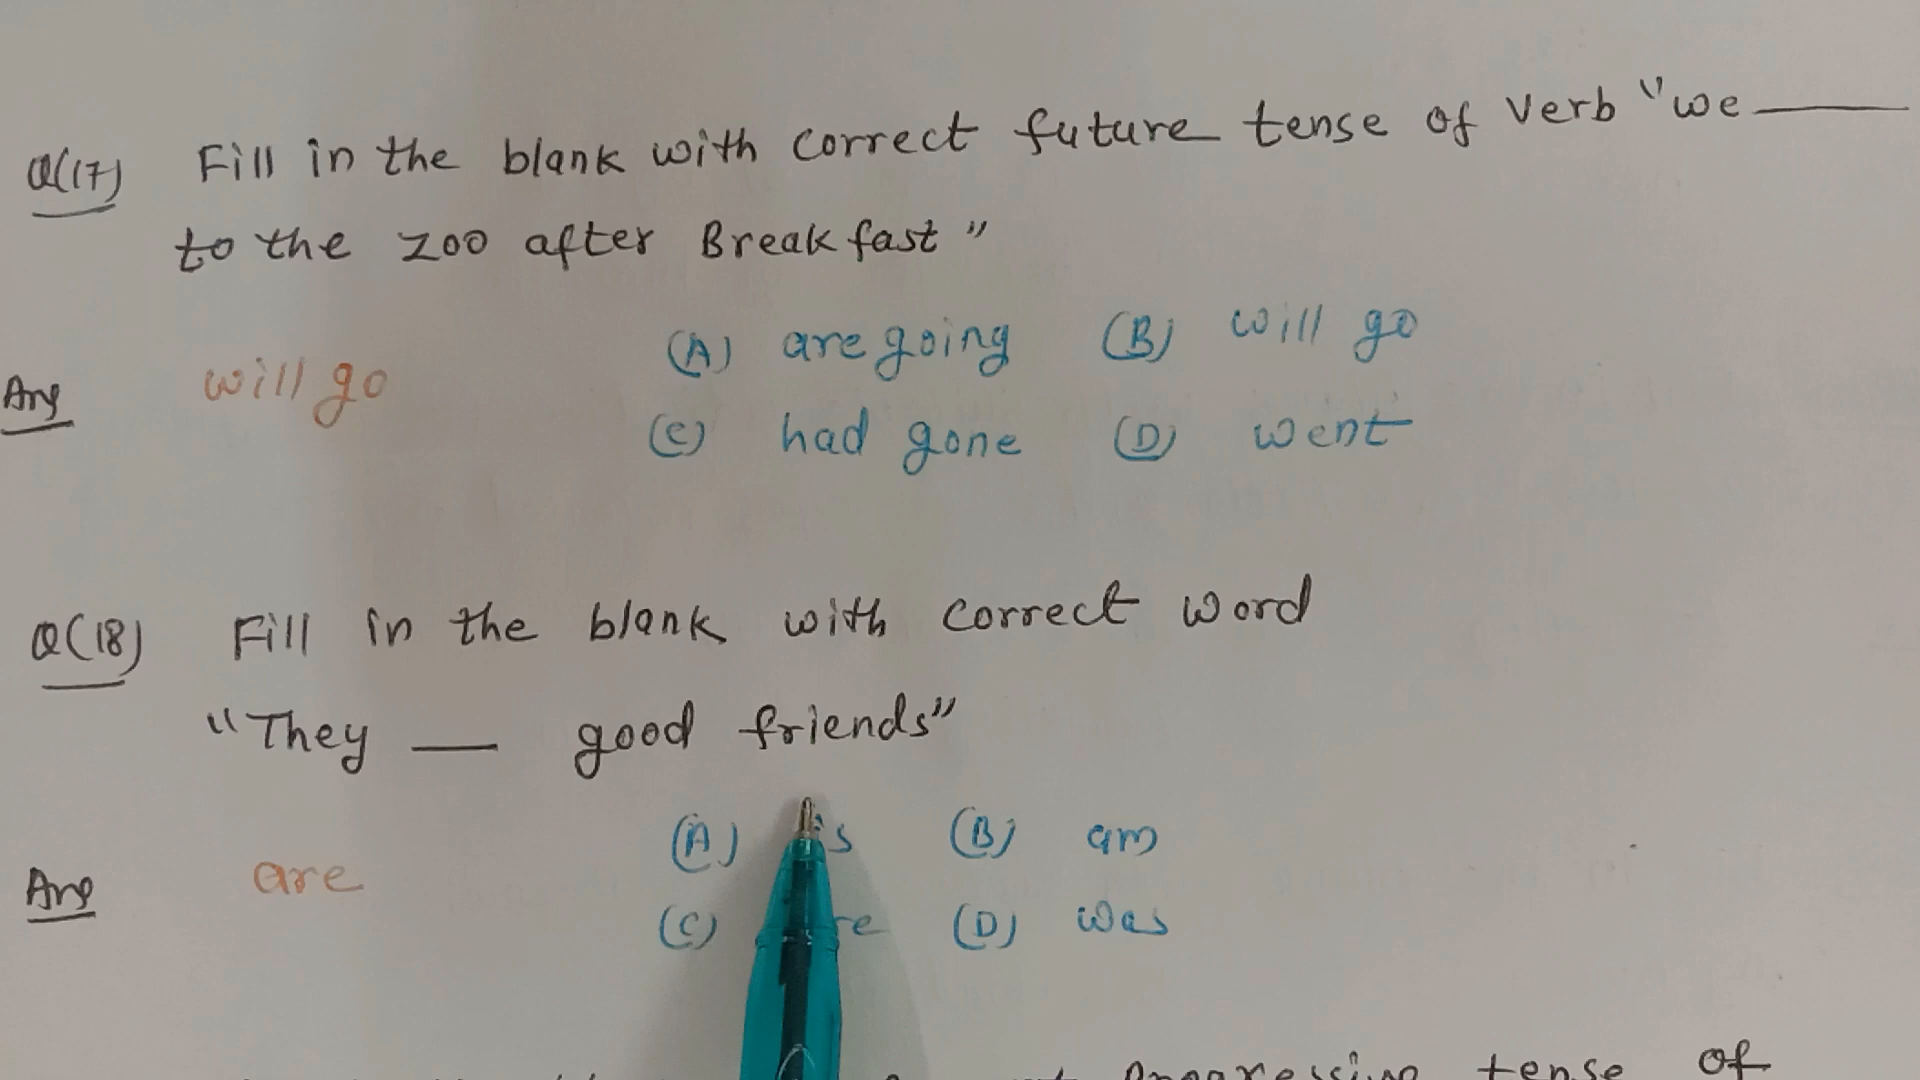 Q(17) Fill in the blank with correct future tense of verb "we ____
to the zoo after Breakfast"
(A) are going (B) will go
Ans will go
(C) had gone (D) went
Q(18) Fill in the blank with correct word
"They __ good friends"
(A) is (B) am
Ans are
(C) (D) was
tense of